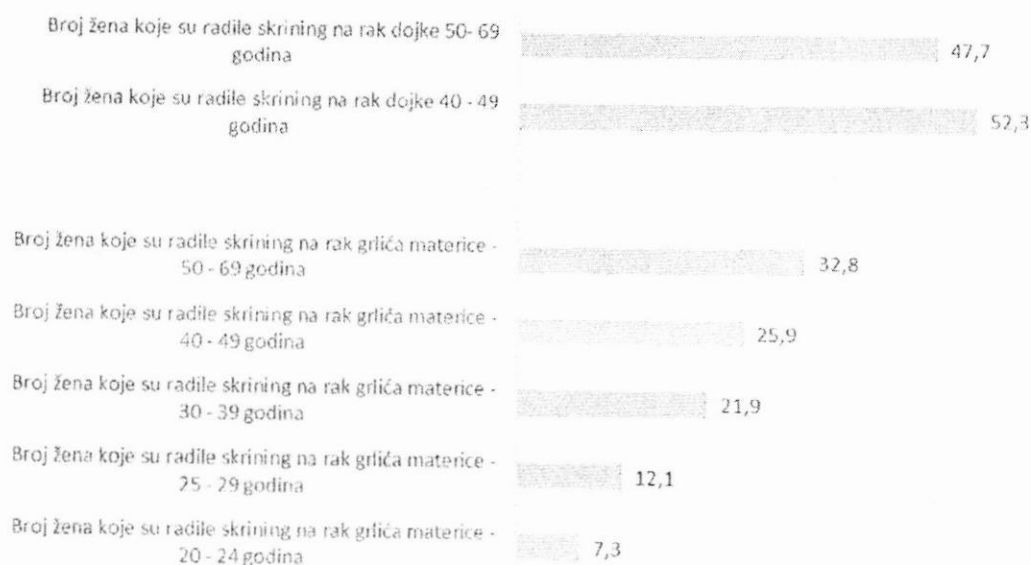 Broj žena koje su radile skrining na rak dojke 50- 69
godina
47,7
Broj žena koje su radile skrining na rak dojke 40 - 49
godina
52,3
Broj žena koje su radile skrining na rak grlića materice -
50 - 69 godina
32,8
Broj žena koje su radile skrining na rak grlića materice -
40 - 49 godina
25,9
Broj žena koje su radile skrining na rak grlića materice -
30 - 39 godina
21,9
Broj žena koje su radile skrining na rak grlića materice -
25 - 29 godina
12,1
Broj žena koje su radile skrining na rak grlića materice -
20 - 24 godina
7,3